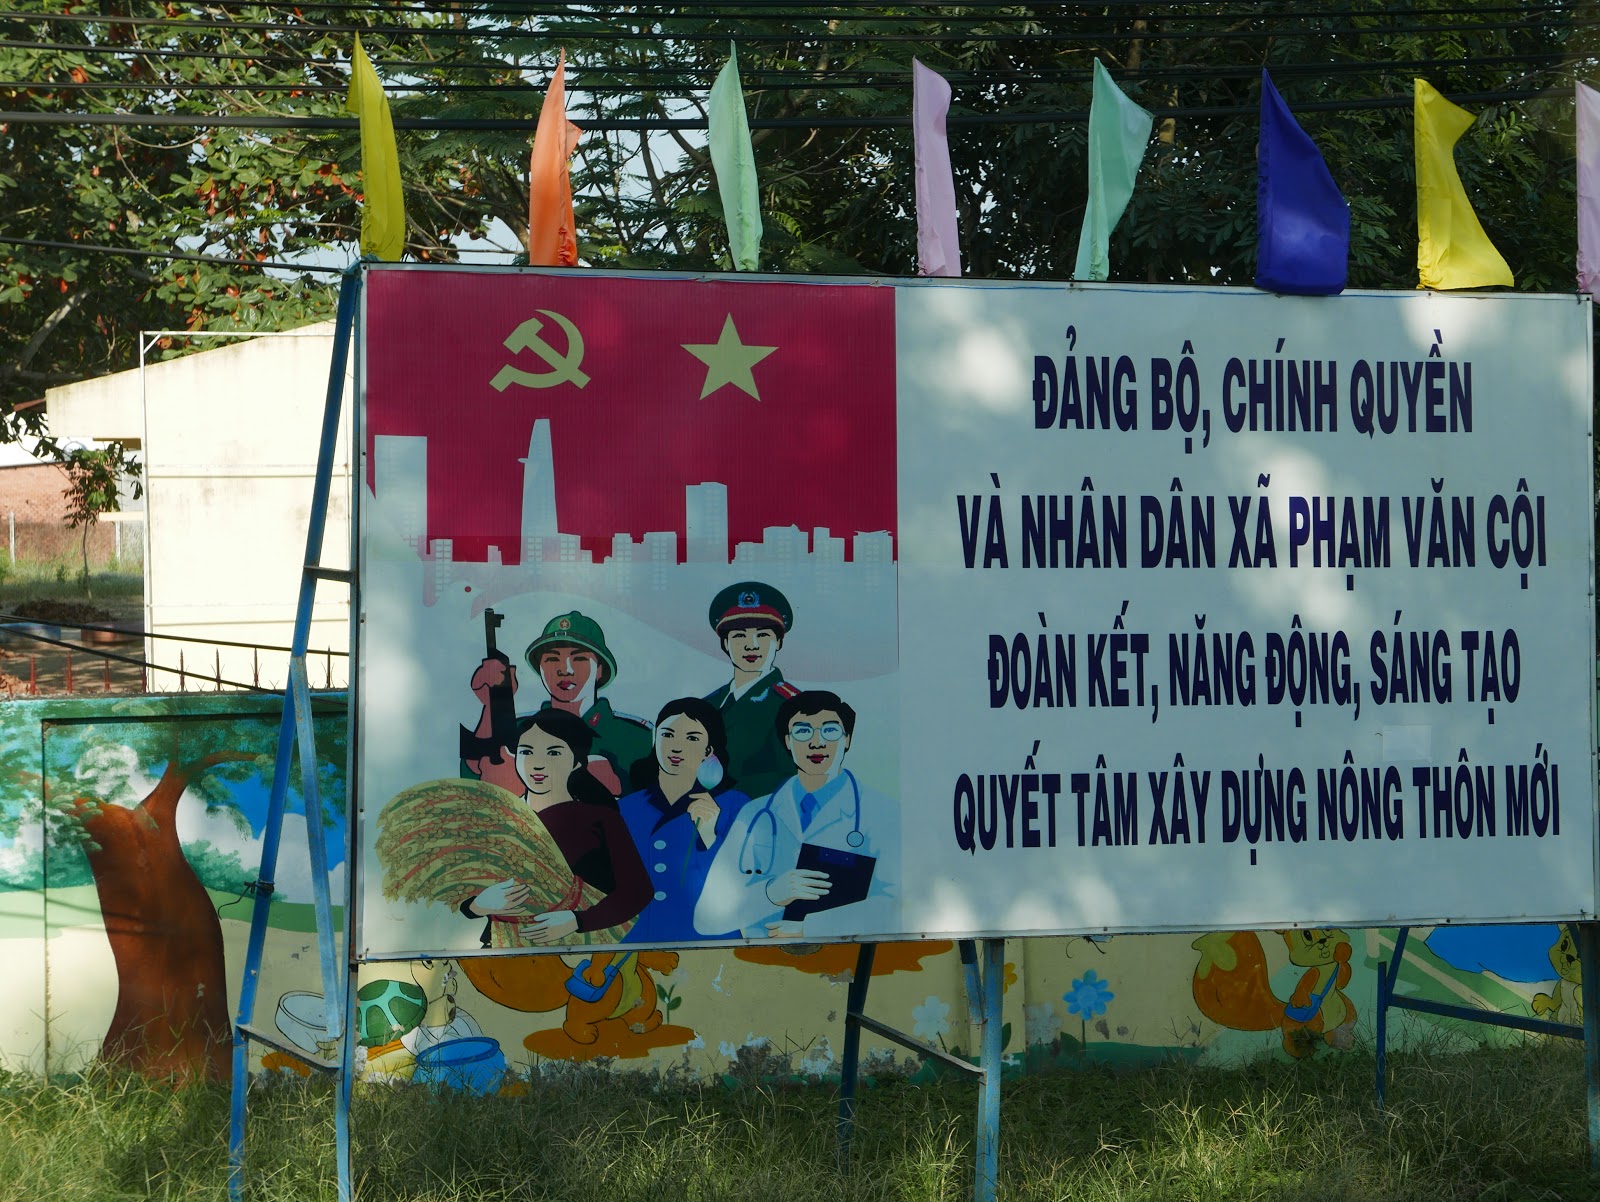 ĐẢNG BỘ, CHÍNH QUYỀN
VÀ NHÂN DÂN XÃ PHẠM VĂN CỘI
ĐOÀN KẾT, NĂNG ĐỘNG, SÁNG TẠO
QUYẾT TÂM XÂY DỰNG NÔNG THÔN MỚI